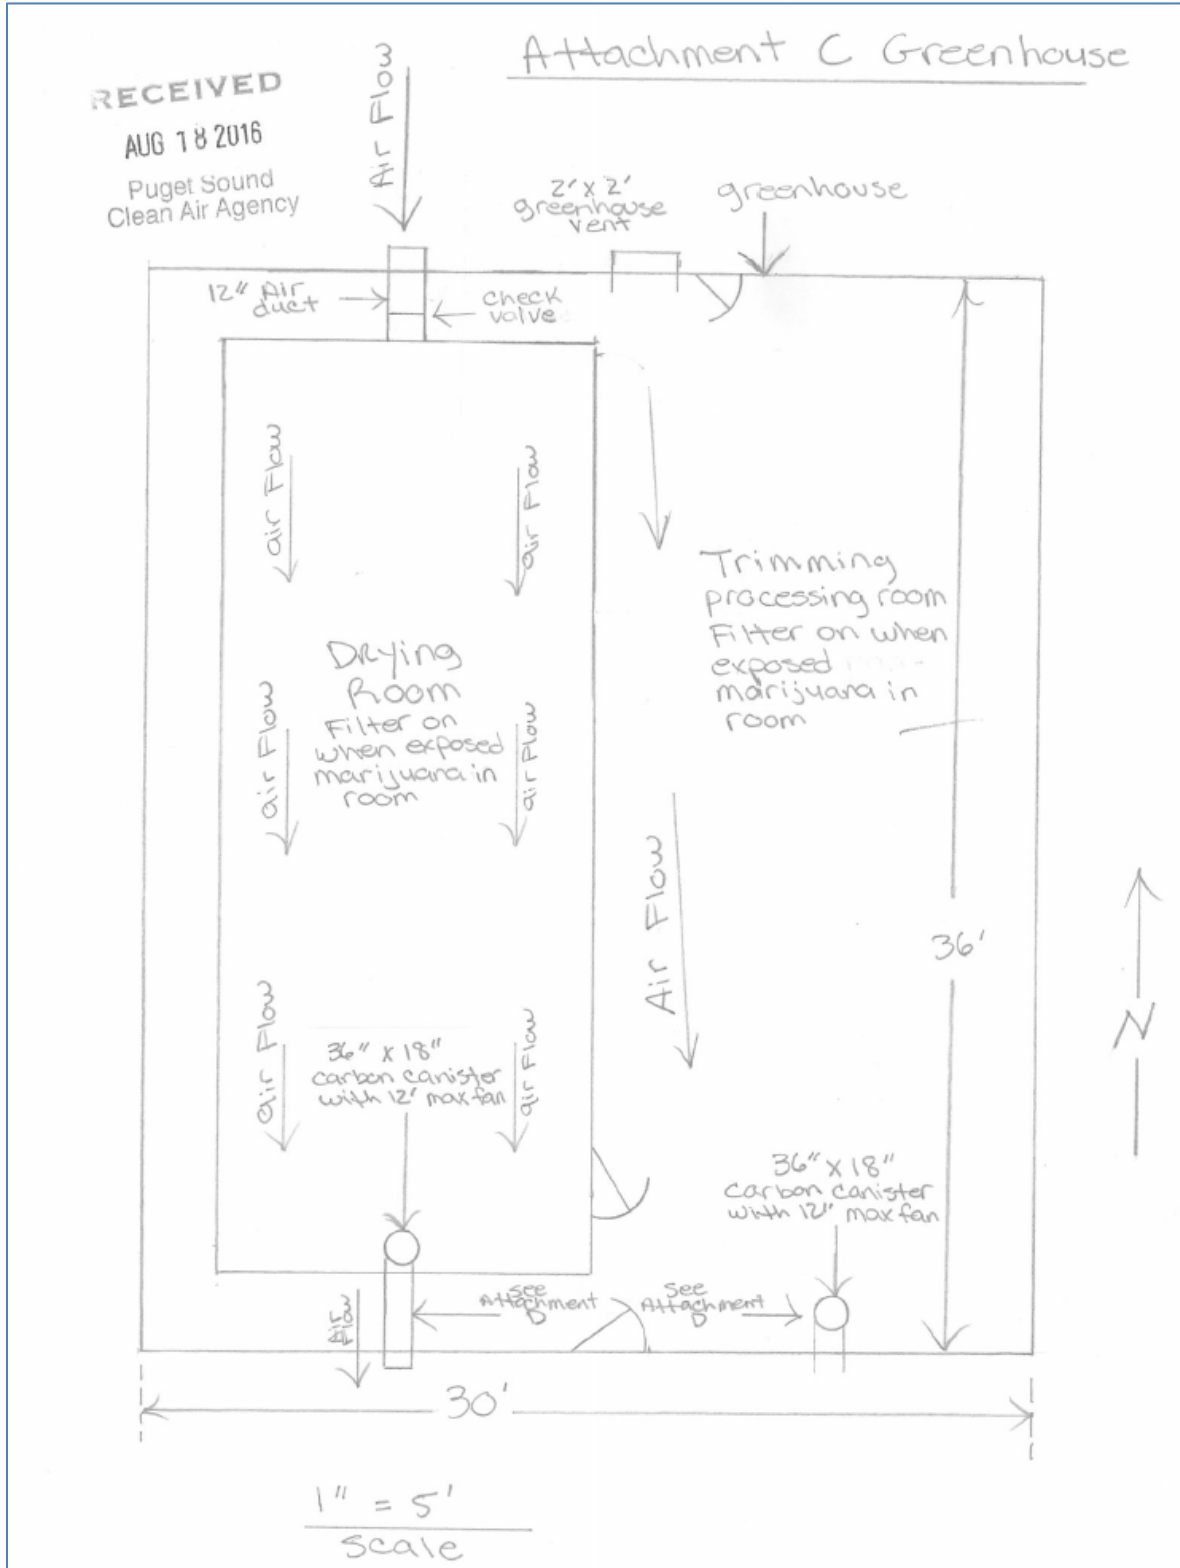 Attachment C Greenhouse
RECEIVED
AUG 18 2016
Puget Sound
Clean Air Agency
Air Flow
2' x 2'
greenhouse
vent
greenhouse
12" Air
duct
check
valve
air Flow
air Flow
Trimming
processing room
Filter on when
exposed
marijuana in
room
Drying
Room
Filter on
when exposed
marijuana in
room
air Flow
air Flow
Air Flow
36'
N
air Flow
air Flow
36" x 18"
carbon canister
with 12' max fan
36" x 18"
carbon canister
with 12" max fan
see
Attachment
D
see
Attachment
D
Air
Flow
30'
1" = 5'
scale